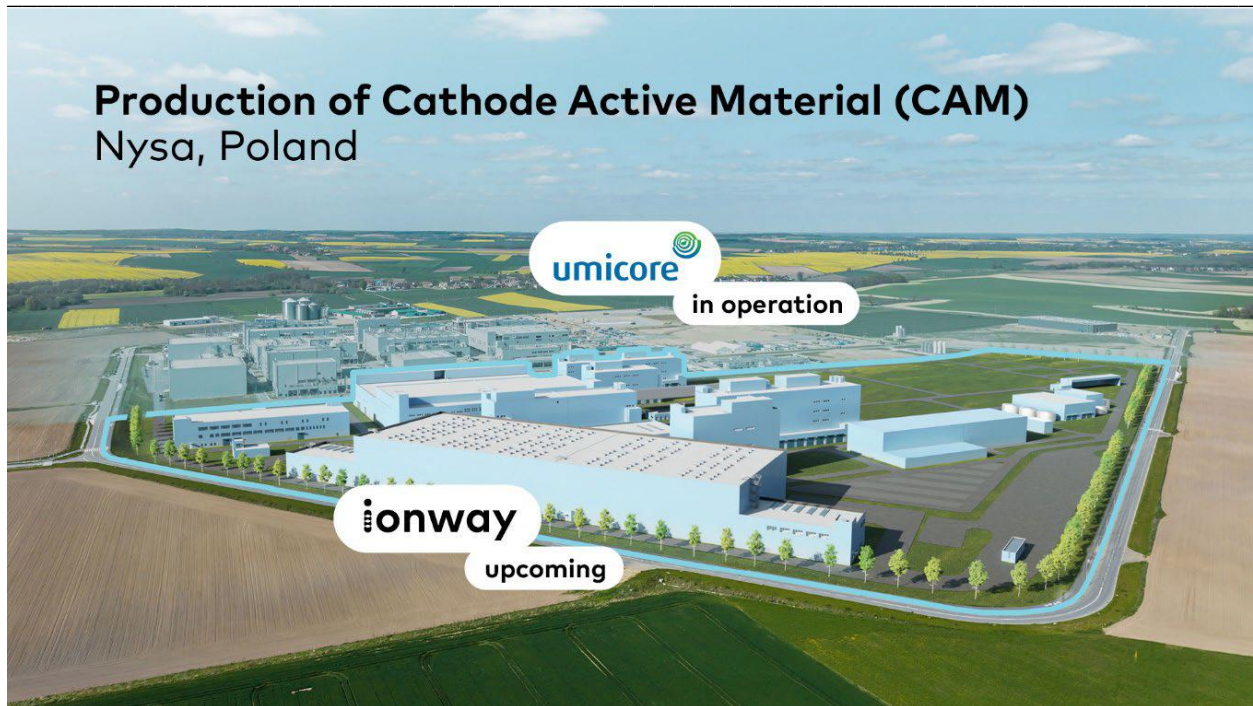 Production of Cathode Active Material (CAM)
Nysa, Poland
umicore
in operation
ionway
upcoming